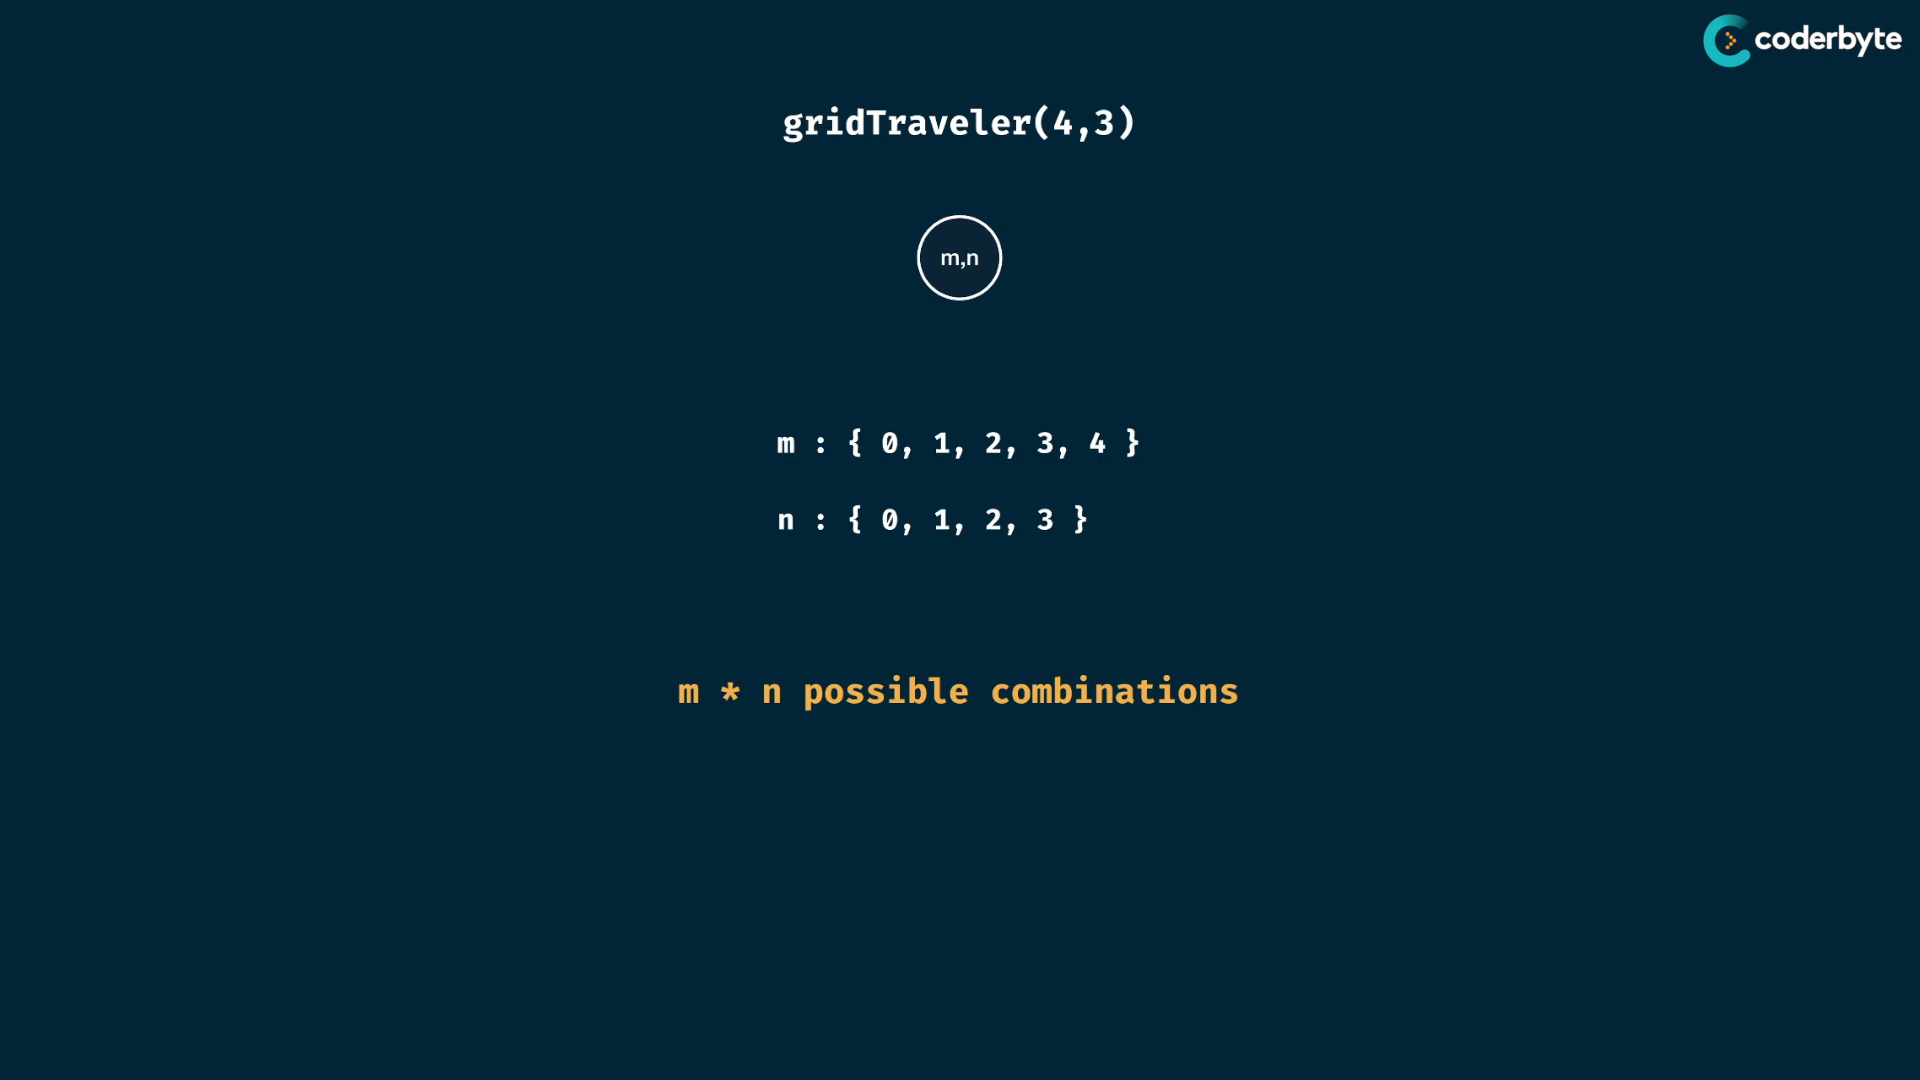 coderbyte
gridTraveler(4,3)
m,n
m : { 0, 1, 2, 3, 4 }
n : { 0, 1, 2, 3 }
m * n possible combinations